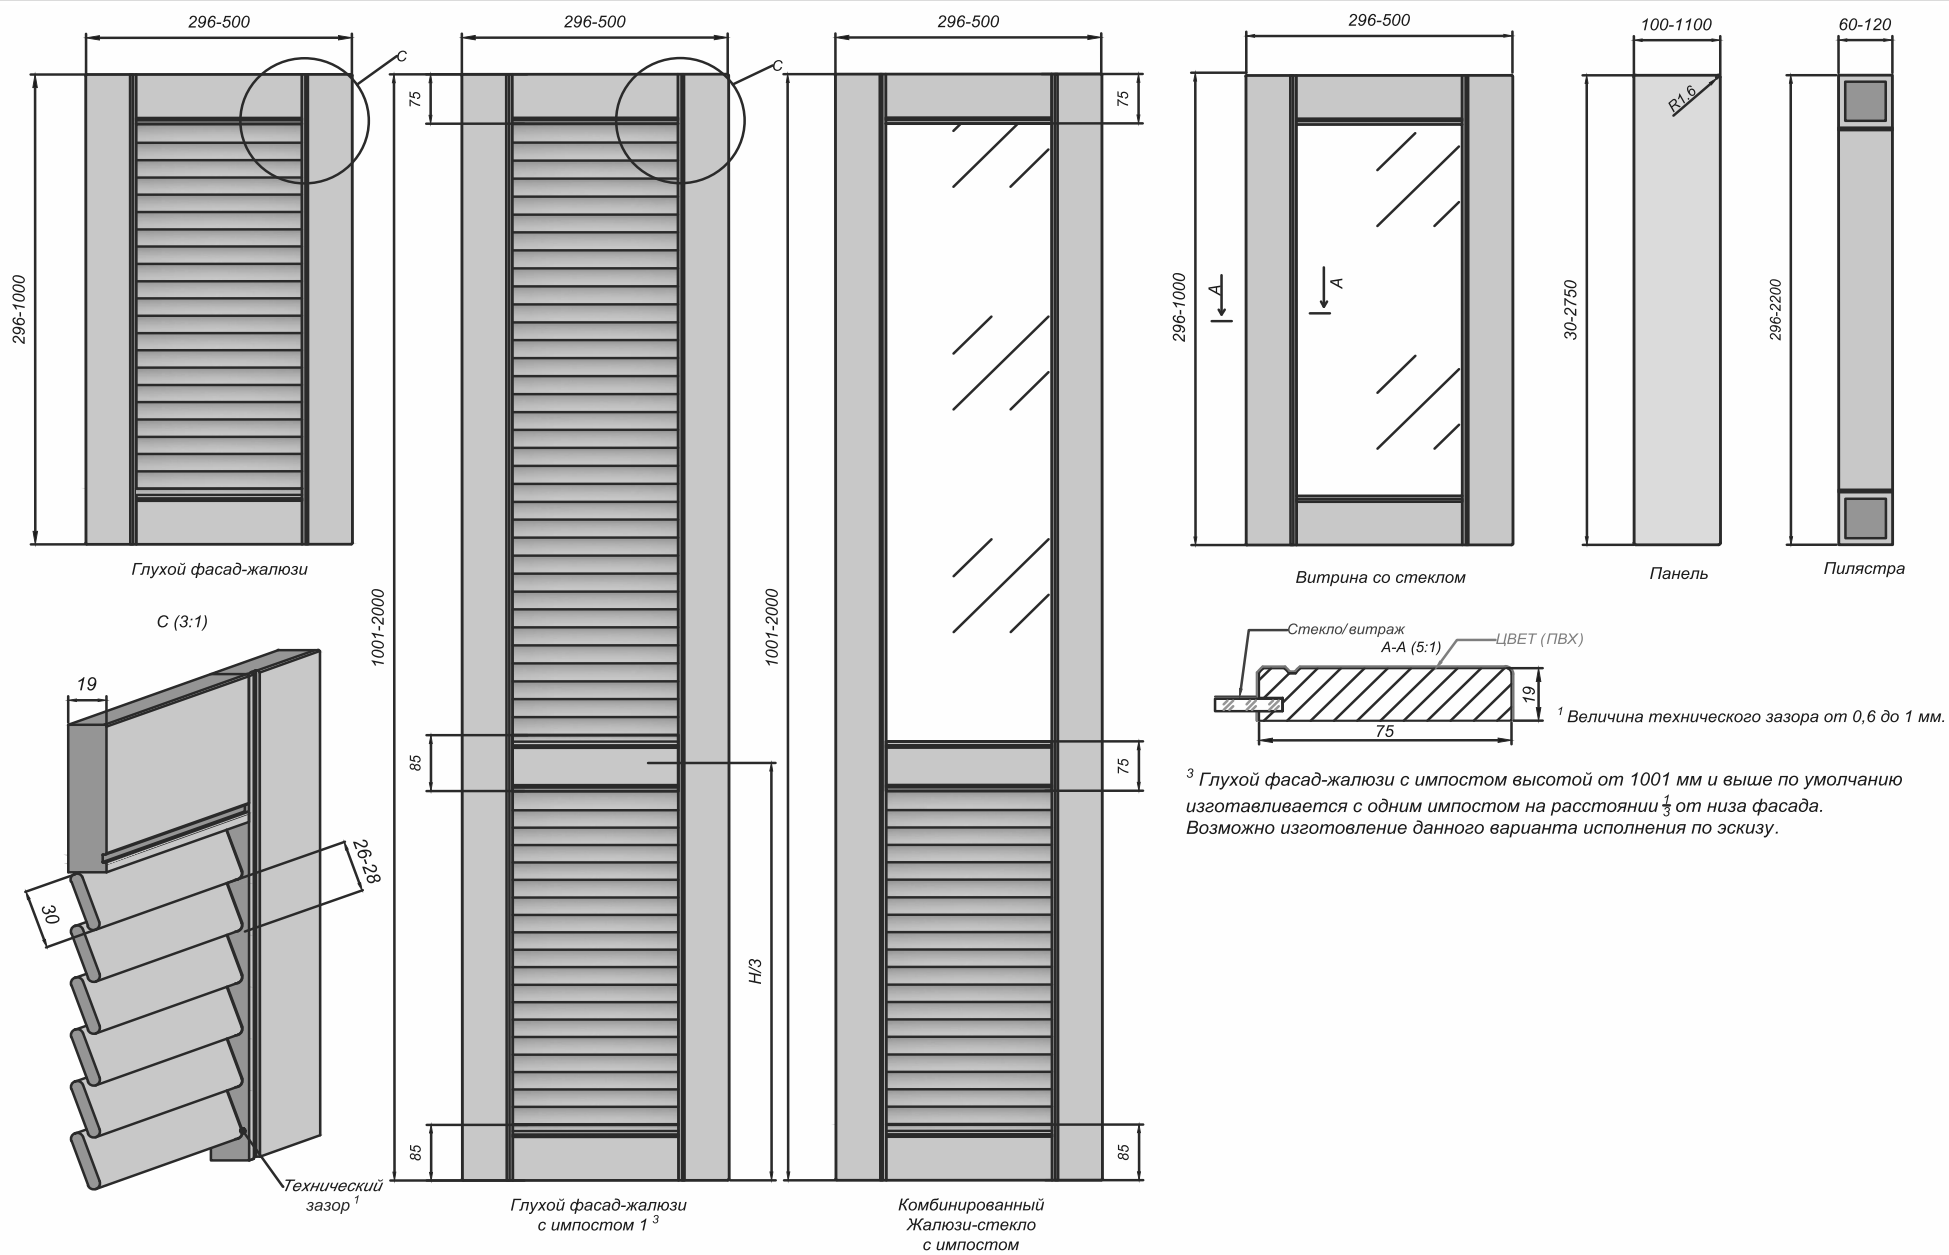 296-500
296-500
296-500
296-500
100-1100
60-120
C
C
75
75
R1,6
296-1000
A
A
296-1000
30-2750
296-2200
Глухой фасад-жалюзи
Витрина со стеклом
Панель
Пилястра
C (3:1)
1001-2000
1001-2000
Стекло/витраж
A-A (5:1)
ЦВЕТ (ПВХ)
19
19
75
¹ Величина технического зазора от 0,6 до 1 мм.
85
75
³ Глухой фасад-жалюзи с импостом высотой от 1001 мм и выше по умолчанию
изготавливается с одним импостом на расстоянии 1/3 от низа фасада.
Возможно изготовление данного варианта исполнения по эскизу.
26-28
30
H/3
85
85
Технический
зазор ¹
Глухой фасад-жалюзи
с импостом 1 ³
Комбинированный
Жалюзи-стекло
с импостом